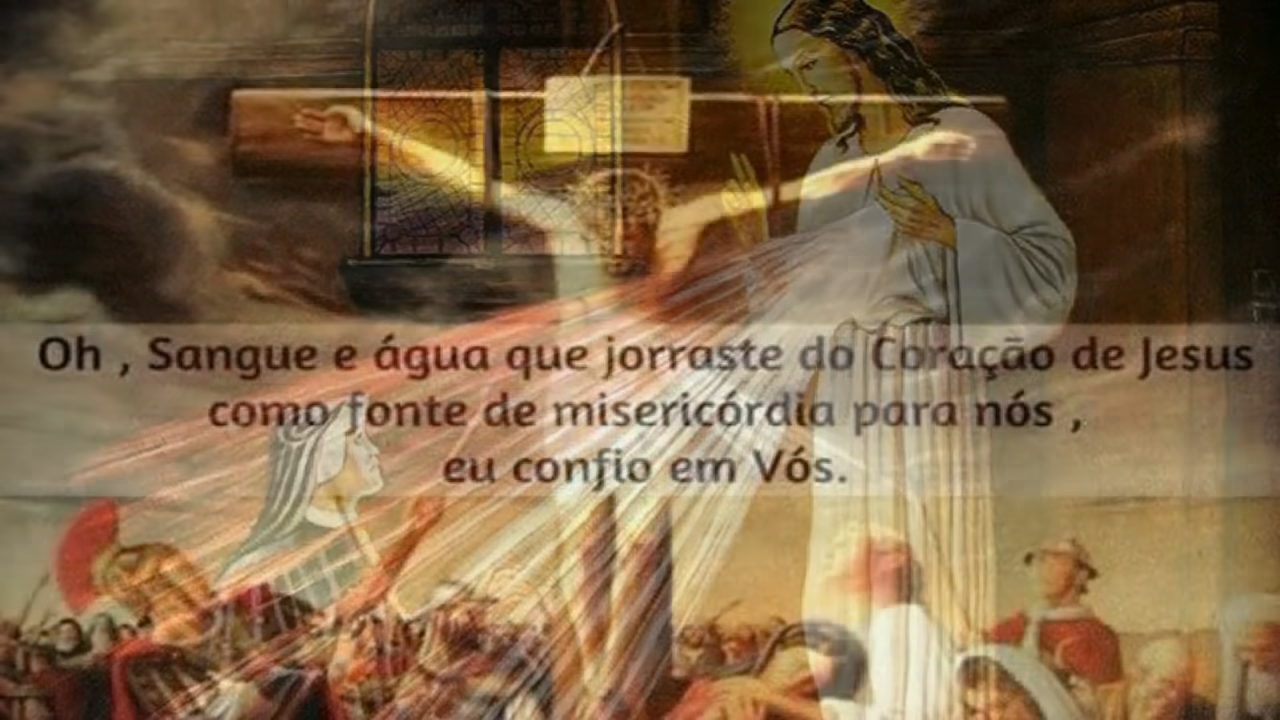 Oh , Sangue e água que jorraste do Coração de Jesus
como fonte de misericórdia para nós ,
eu confio em Vós.